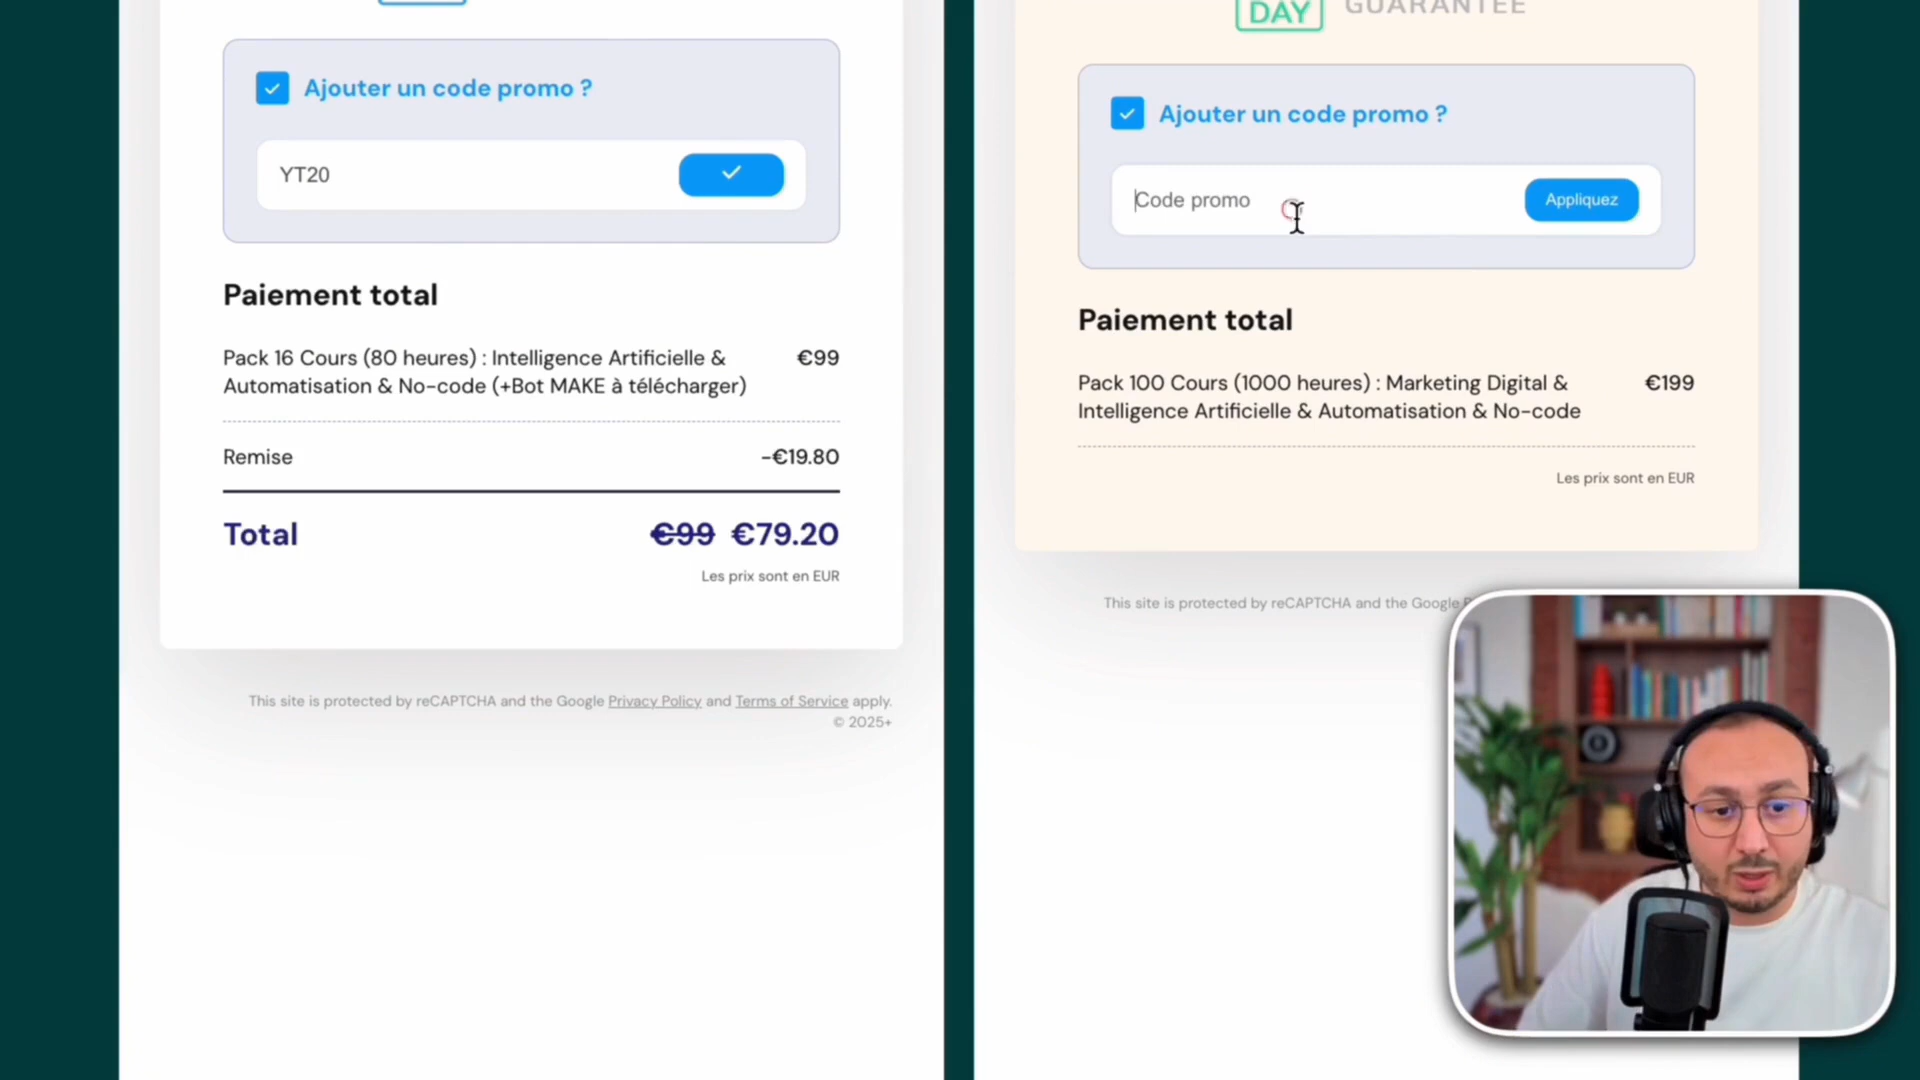 Ajouter un code promo ?
YT20
Paiement total
Pack 16 Cours (80 heures) : Intelligence Artificielle & €99
Automatisation & No-code (+Bot MAKE à télécharger)
Remise -€19.80
Total €99 €79.20
Les prix sont en EUR
This site is protected by reCAPTCHA and the Google Privacy Policy and Terms of Service apply.
© 2025+
DAY GUARANTEE
Ajouter un code promo ?
Code promo Appliquez
Paiement total
Pack 100 Cours (1000 heures) : Marketing Digital & €199
Intelligence Artificielle & Automatisation & No-code
Les prix sont en EUR
This site is protected by reCAPTCHA and the Google